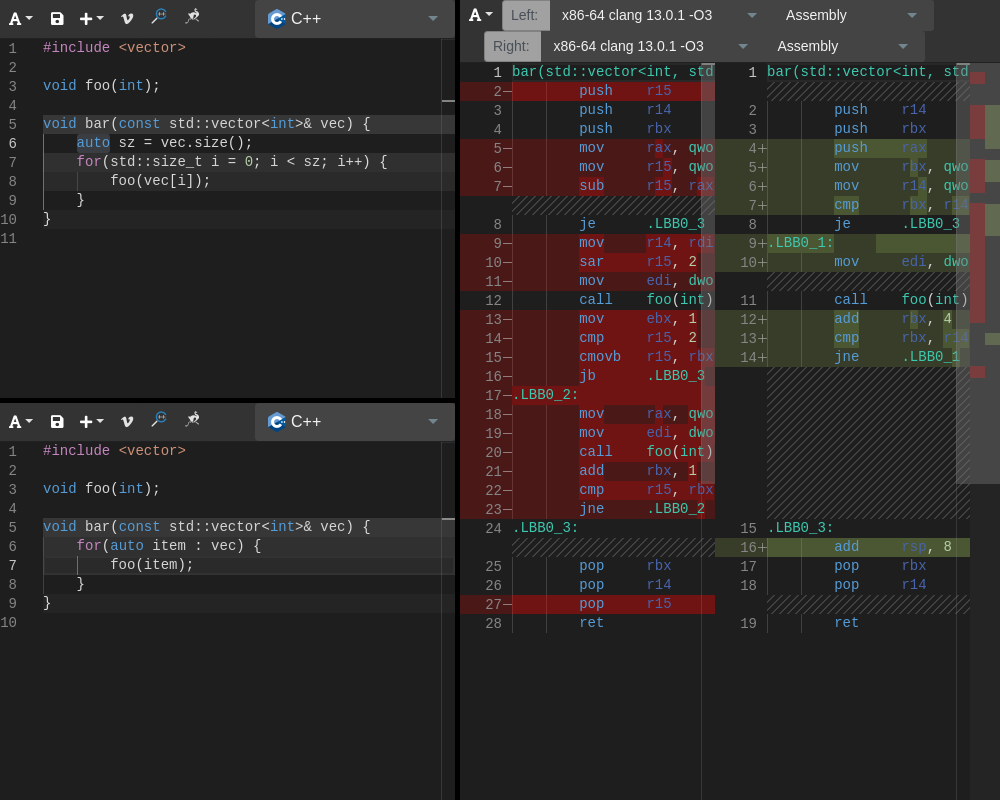 A C++
1 #include <vector>
2
3 void foo(int);
4
5 void bar(const std::vector<int>& vec) {
6     auto sz = vec.size();
7     for(std::size_t i = 0; i < sz; i++) {
8         foo(vec[i]);
9     }
10 }
11
A C++
1 #include <vector>
2
3 void foo(int);
4
5 void bar(const std::vector<int>& vec) {
6     for(auto item : vec) {
7         foo(item);
8     }
9 }
10
A Left: x86-64 clang 13.0.1 -O3 Assembly
Right: x86-64 clang 13.0.1 -O3 Assembly
1 bar(std::vector<int, std
2— push r15
3 push r14
4 push rbx
5— mov rax, qwo
6— mov r15, qwo
7— sub r15, rax
8 je .LBB0_3
9— mov r14, rdi
10— sar r15, 2
11— mov edi, dwo
12 call foo(int)
13— mov ebx, 1
14— cmp r15, 2
15— cmovb r15, rbx
16— jb .LBB0_3
17— .LBB0_2:
18— mov rax, qwo
19— mov edi, dwo
20— call foo(int)
21— add rbx, 1
22— cmp r15, rbx
23— jne .LBB0_2
24 .LBB0_3:
25 pop rbx
26 pop r14
27— pop r15
28 ret
1 bar(std::vector<int, std
2 push r14
3 push rbx
4+ push rax
5+ mov rbx, qwo
6+ mov r14, qwo
7+ cmp rbx, r14
8 je .LBB0_3
9+ .LBB0_1:
10+ mov edi, dwo
11 call foo(int)
12+ add rbx, 4
13+ cmp rbx, r14
14+ jne .LBB0_1
15 .LBB0_3:
16+ add rsp, 8
17 pop rbx
18 pop r14
19 ret